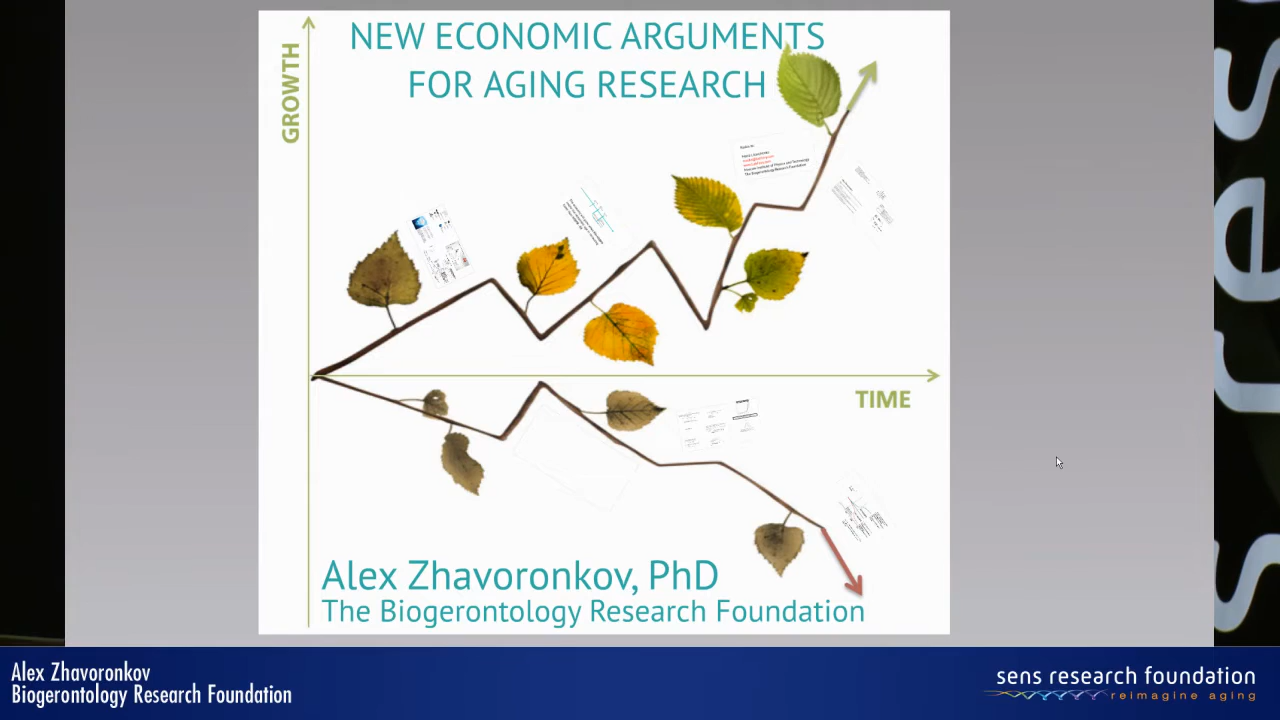 NEW ECONOMIC ARGUMENTS
FOR AGING RESEARCH
GROWTH
TIME
Alex Zhavoronkov, PhD
The Biogerontology Research Foundation
Alex Zhavoronkov
Biogerontology Research Foundation
sens research foundation
reimagine aging